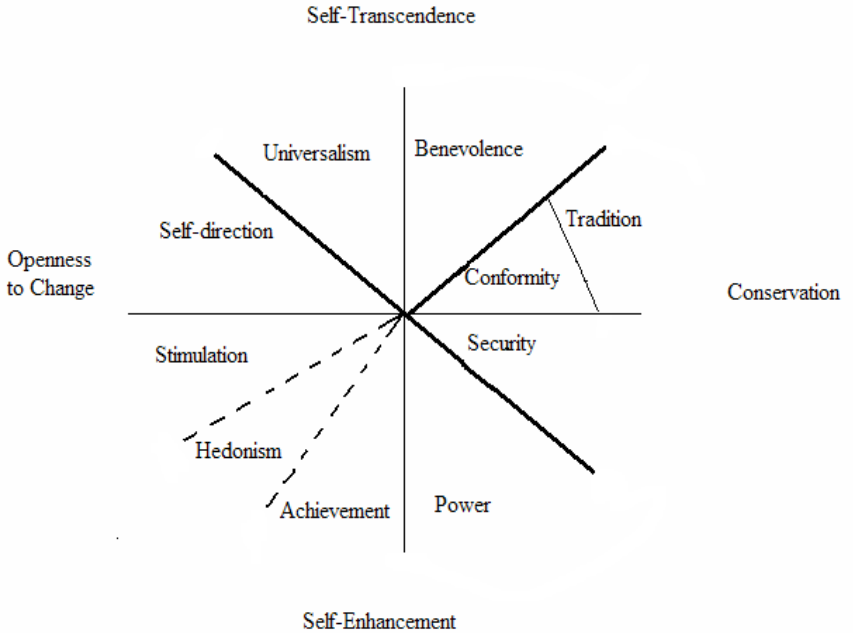 Self-Transcendence
Universalism
Benevolence
Self-direction
Tradition
Openness
to Change
Conformity
Conservation
Stimulation
Security
Hedonism
Achievement
Power
Self-Enhancement